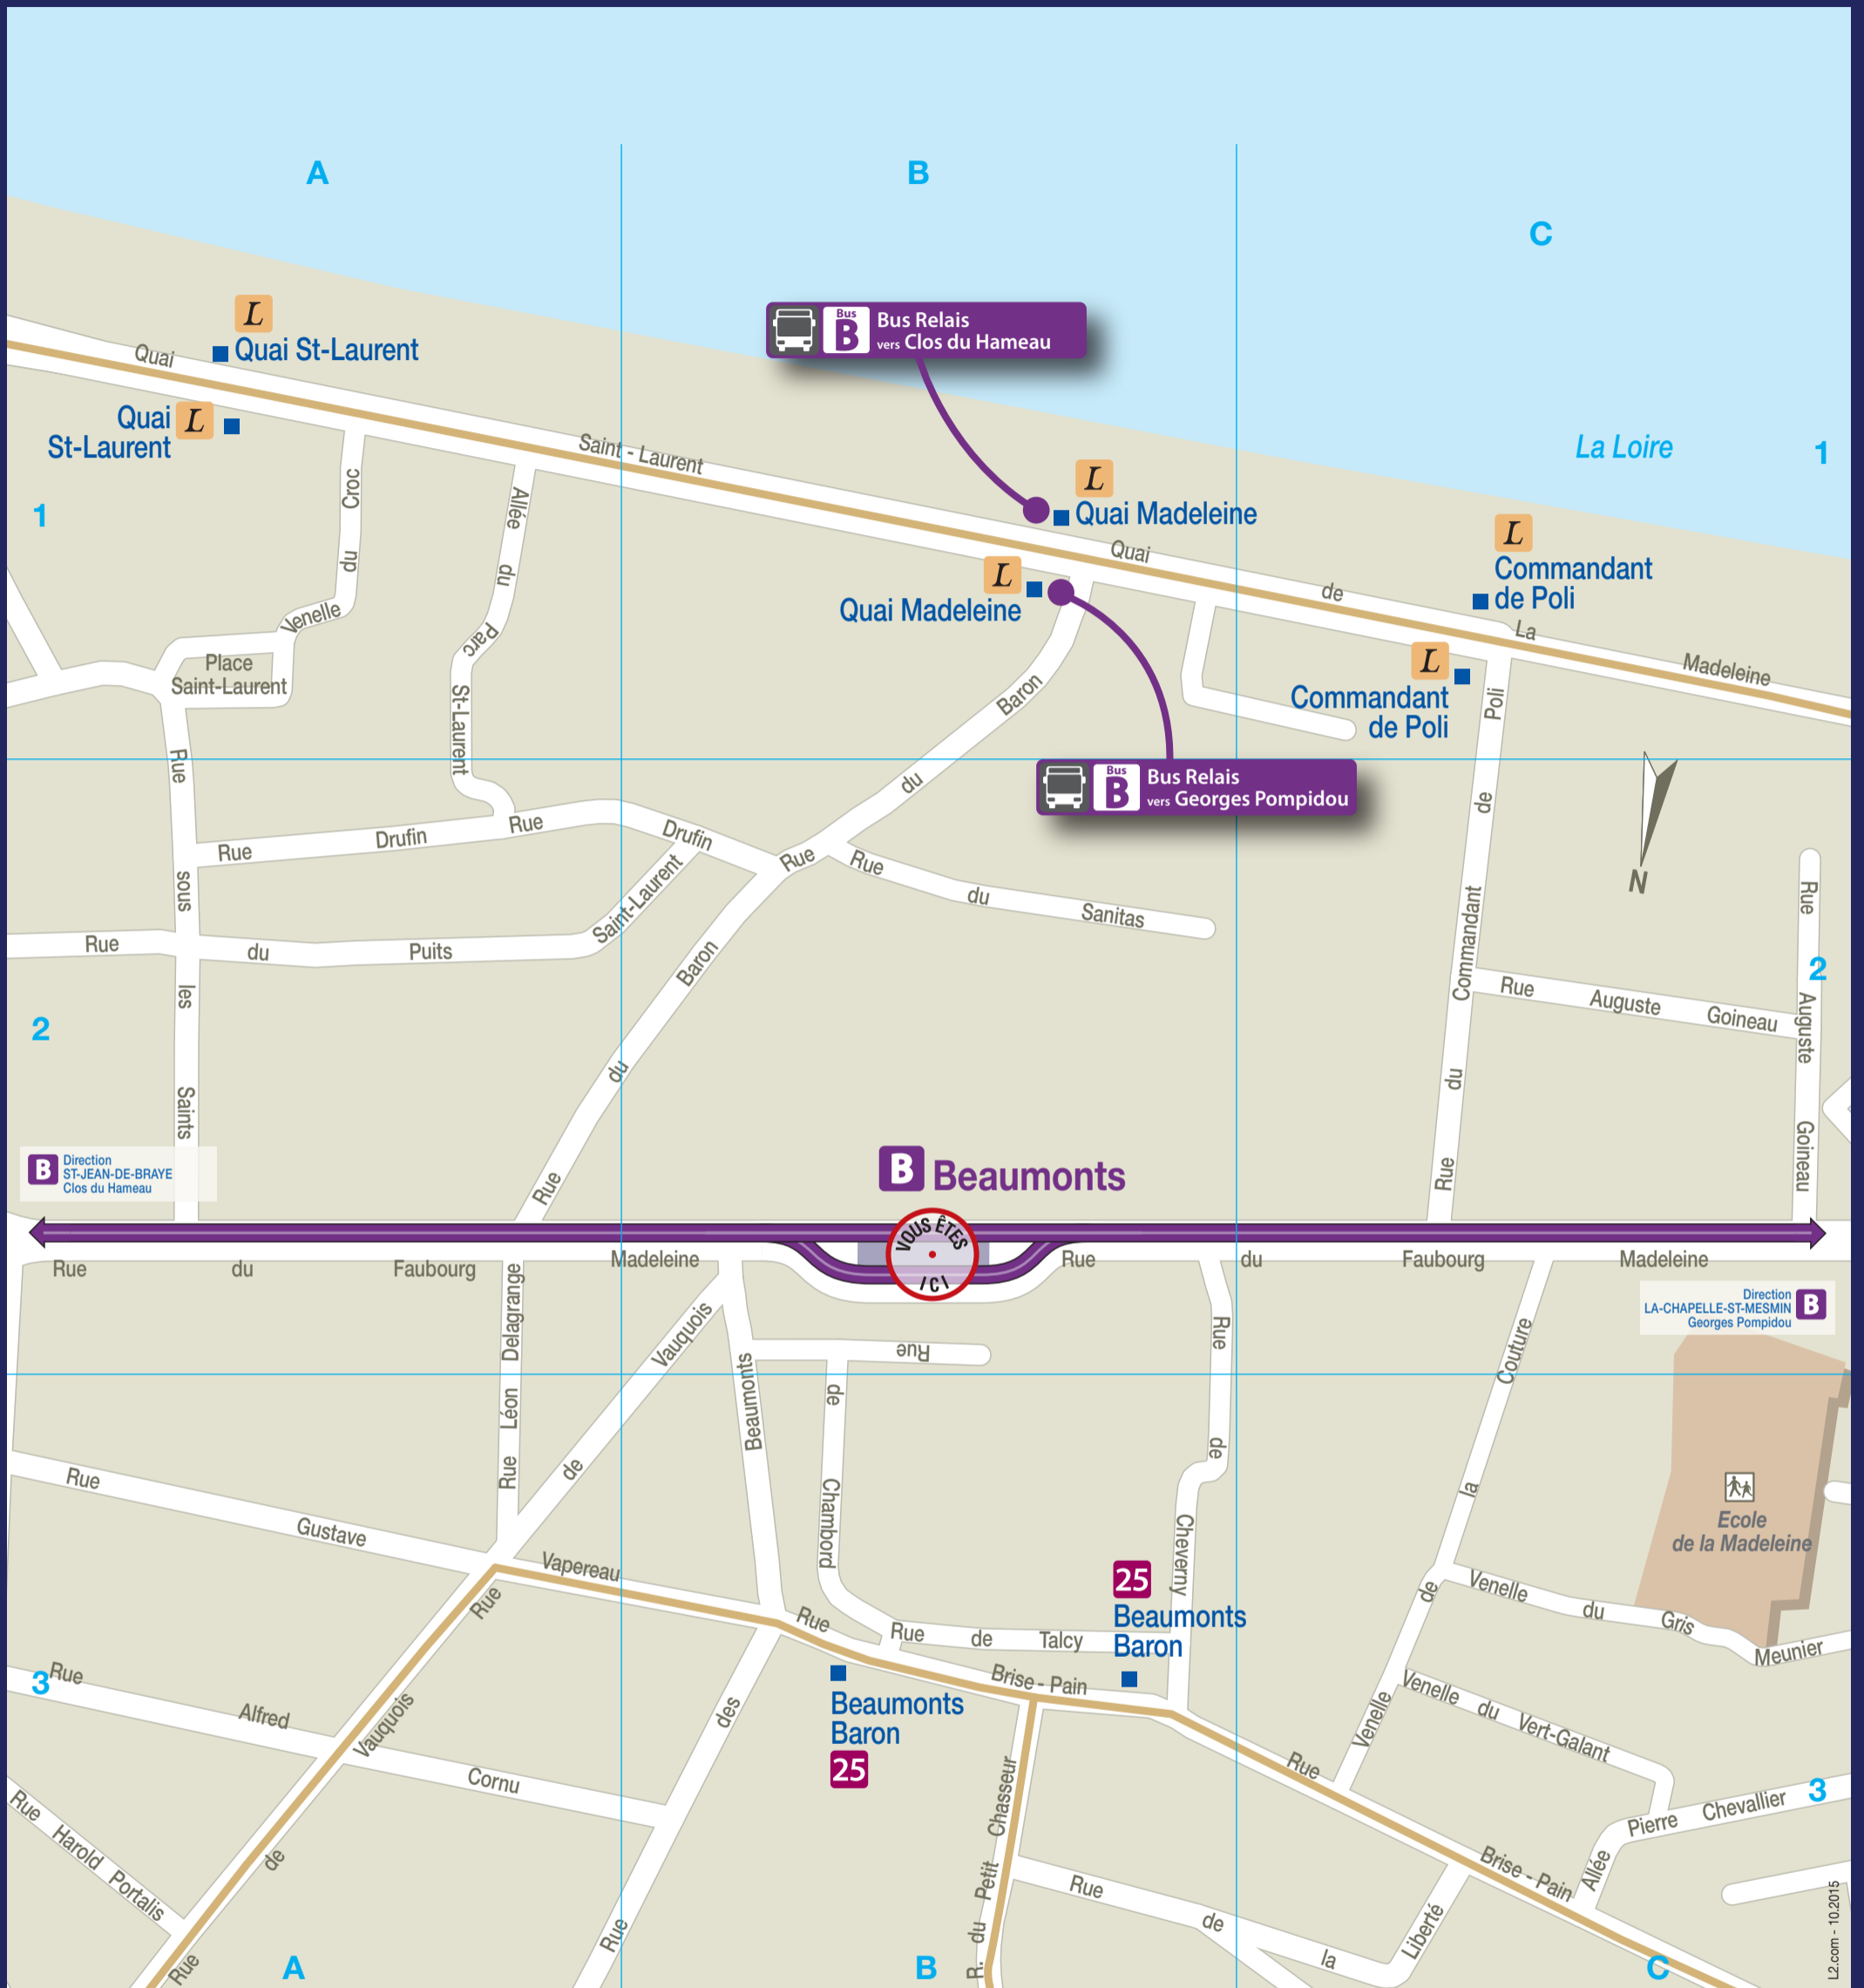 A
B
C
L
Quai St-Laurent
Quai
L
Quai
St-Laurent
Bus
B
Bus Relais
vers Clos du Hameau
Saint - Laurent
La Loire
1
1
L
Quai Madeleine
Quai
de
La
Madeleine
L
Quai Madeleine
L
Commandant
de Poli
L
Commandant
de Poli
Venelle du Croc
Allée du Parc St-Laurent
Place
Saint-Laurent
Bus
B
Bus Relais
vers Georges Pompidou
Rue du Baron
Rue du Baron
Rue Drufin
Rue Drufin
Rue du Sanitas
Rue du Puits Saint-Laurent
Rue sous les Saints
Rue du Commandant de Poli
N
Rue Auguste Goineau
Rue Auguste Goineau
2
2
B
Direction
ST-JEAN-DE-BRAYE
Clos du Hameau
B Beaumonts
VOUS ÊTES
ICI
Rue du Faubourg Madeleine
Rue du Faubourg Madeleine
Direction
LA-CHAPELLE-ST-MESMIN
Georges Pompidou
B
Rue Léon Delagrange
Rue de Vauquois
Rue des Beaumonts
Rue de Chambord
Rue de Cheverny
Venelle de la Couture
Ecole
de la Madeleine
Rue Gustave Vapereau
Rue de Vauquois
Rue Brise - Pain
Rue de Talcy
25
Beaumonts
Baron
Beaumonts
Baron
25
Venelle du Gris Meunier
Venelle du Vert-Galant
Allée Pierre Chevallier
Rue Brise - Pain
Rue Alfred Cornu
Rue Harold Portalis
R. du Petit Chasseur
Rue de la Liberté
3
3
A
B
C
L2.com - 10.2015